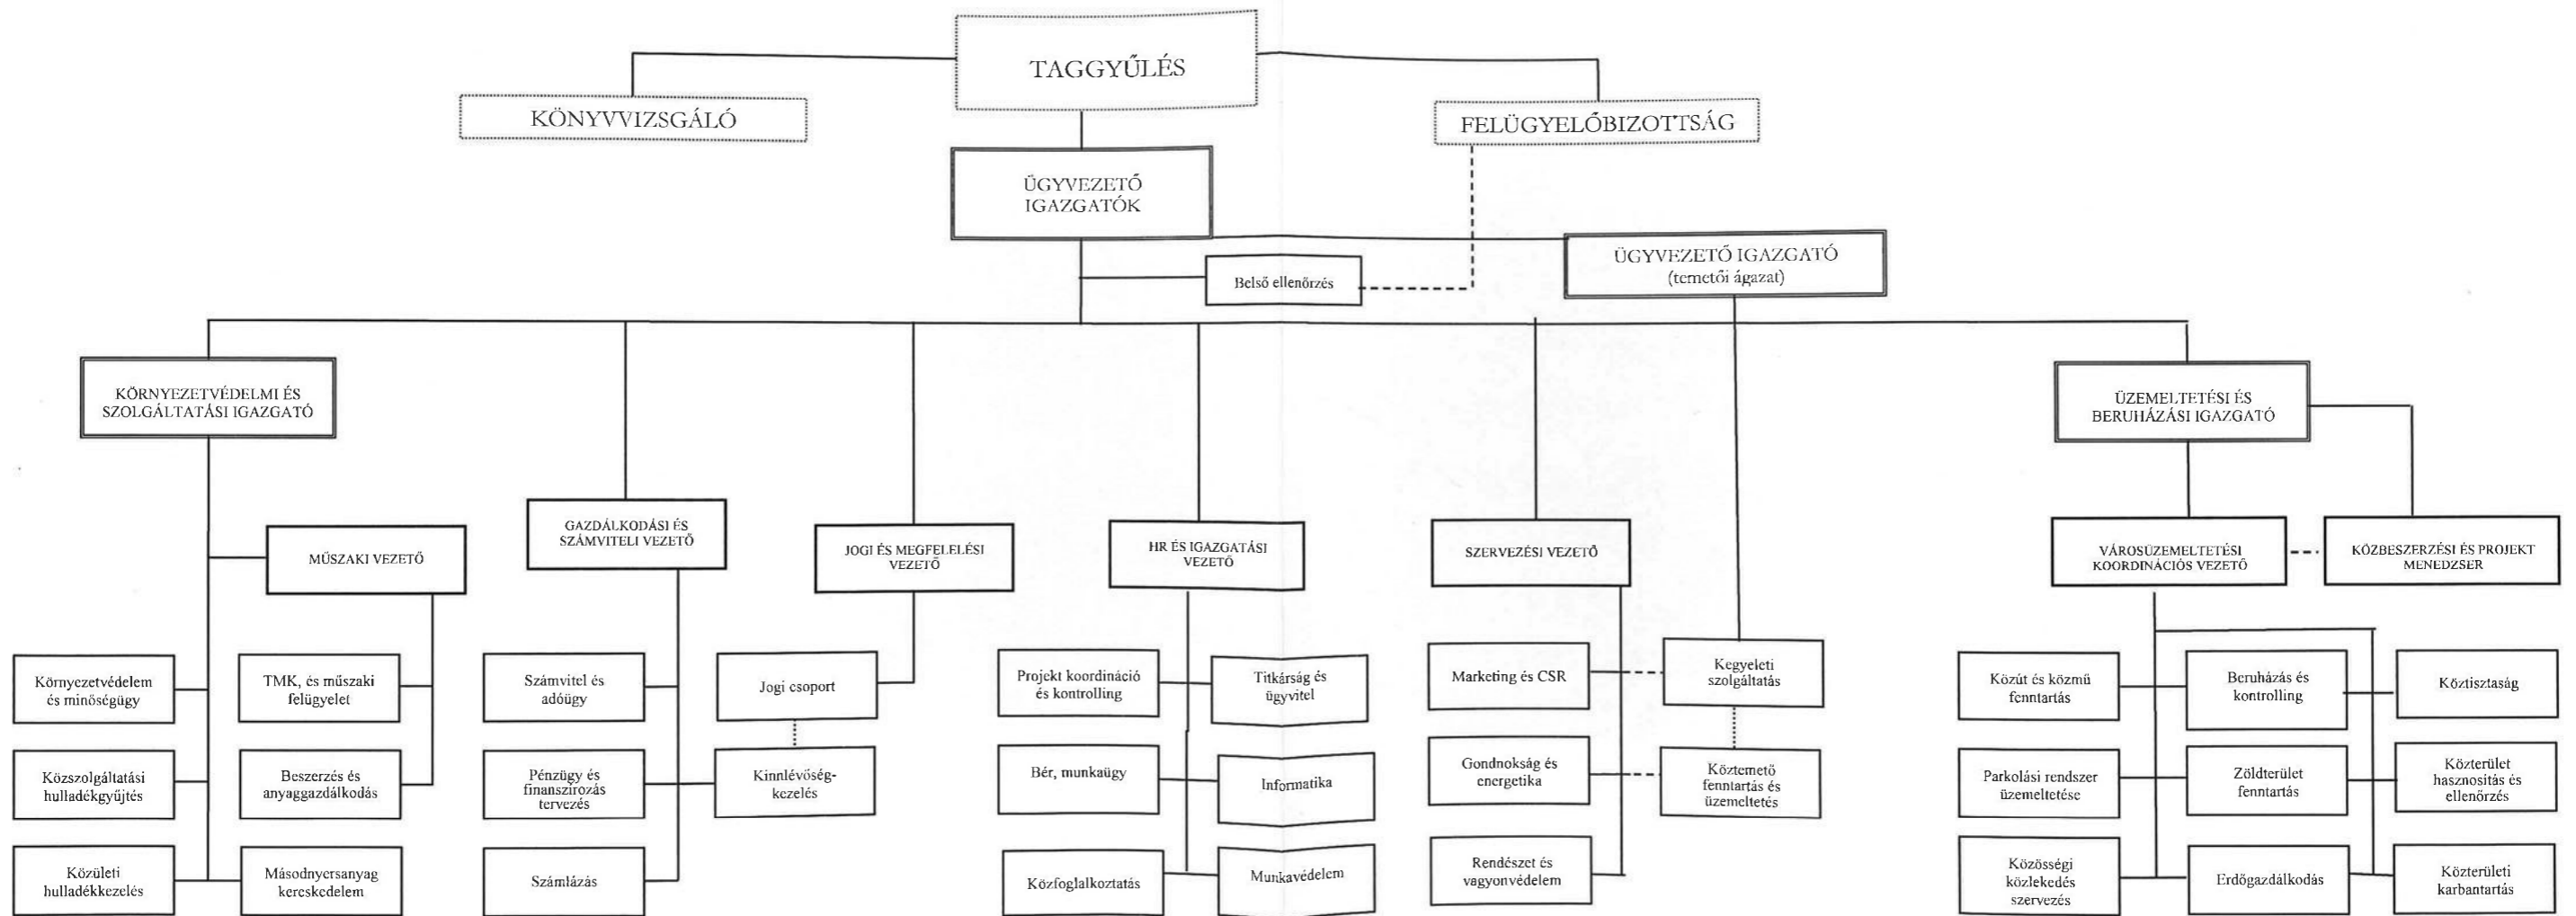 TAGGYŰLÉS
KÖNYVVIZSGÁLÓ
FELÜGYELŐBIZOTTSÁG
ÜGYVEZETŐ
IGAZGATÓK
ÜGYVEZETŐ IGAZGATÓ
(temetői ágazat)
Belső ellenőrzés
KÖRNYEZETVÉDELMI ÉS
SZOLGÁLTATÁSI IGAZGATÓ
ÜZEMELTETÉSI ÉS
BERUHÁZÁSI IGAZGATÓ
MŰSZAKI VEZETŐ
GAZDÁLKODÁSI ÉS
SZÁMVITELI VEZETŐ
JOGI ÉS MEGFELELÉSI
VEZETŐ
HR ÉS IGAZGATÁSI
VEZETŐ
SZERVEZÉSI VEZETŐ
VÁROSÜZEMELTETÉSI
KOORDINÁCIÓS VEZETŐ
KÖZBESZERZÉSI ÉS PROJEKT
MENEDZSER
Környezetvédelem
és minőségügy
TMK, és műszaki
felügyelet
Számvitel és
adóügy
Jogi csoport
Projekt koordináció
és kontrolling
Titkárság és
ügyvitel
Marketing és CSR
Kegyeleti
szolgáltatás
Közút és közmű
fenntartás
Beruházás és
kontrolling
Köztisztaság
Közszolgáltatási
hulladékgyűjtés
Beszerzés és
anyaggazdálkodás
Pénzügy és
finanszírozás
tervezés
Kinnlévőség-
kezelés
Bér, munkaügy
Informatika
Gondnokság és
energetika
Köztemető
fenntartás és
üzemeltetés
Parkolási rendszer
üzemeltetése
Zöldterület
fenntartás
Közterület
hasznosítás és
ellenőrzés
Közületi
hulladékkezelés
Másodnyersanyag
kereskedelem
Számlázás
Közfoglalkoztatás
Munkavédelem
Rendészet és
vagyonvédelem
Közösségi
közlekedés
szervezés
Erdőgazdálkodás
Közterületi
karbantartás